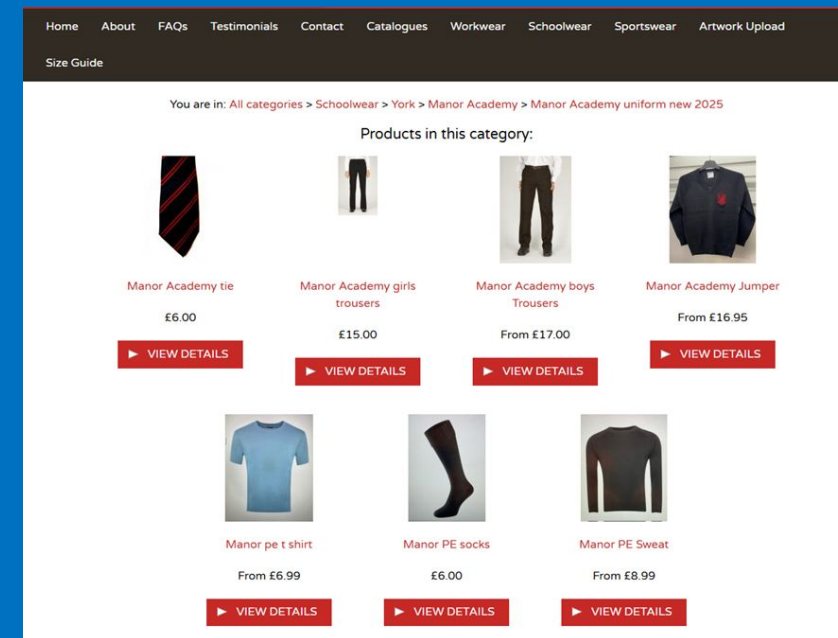 Home About FAQs Testimonials Contact Catalogues Workwear Schoolwear Sportswear Artwork Upload
Size Guide
You are in: All categories > Schoolwear > York > Manor Academy > Manor Academy uniform new 2025
Products in this category:
Manor Academy tie
£6.00
VIEW DETAILS
Manor Academy girls
trousers
£15.00
VIEW DETAILS
Manor Academy boys
Trousers
From £17.00
VIEW DETAILS
Manor Academy Jumper
From £16.95
VIEW DETAILS
Manor pe t shirt
From £6.99
VIEW DETAILS
Manor PE socks
£6.00
VIEW DETAILS
Manor PE Sweat
From £8.99
VIEW DETAILS